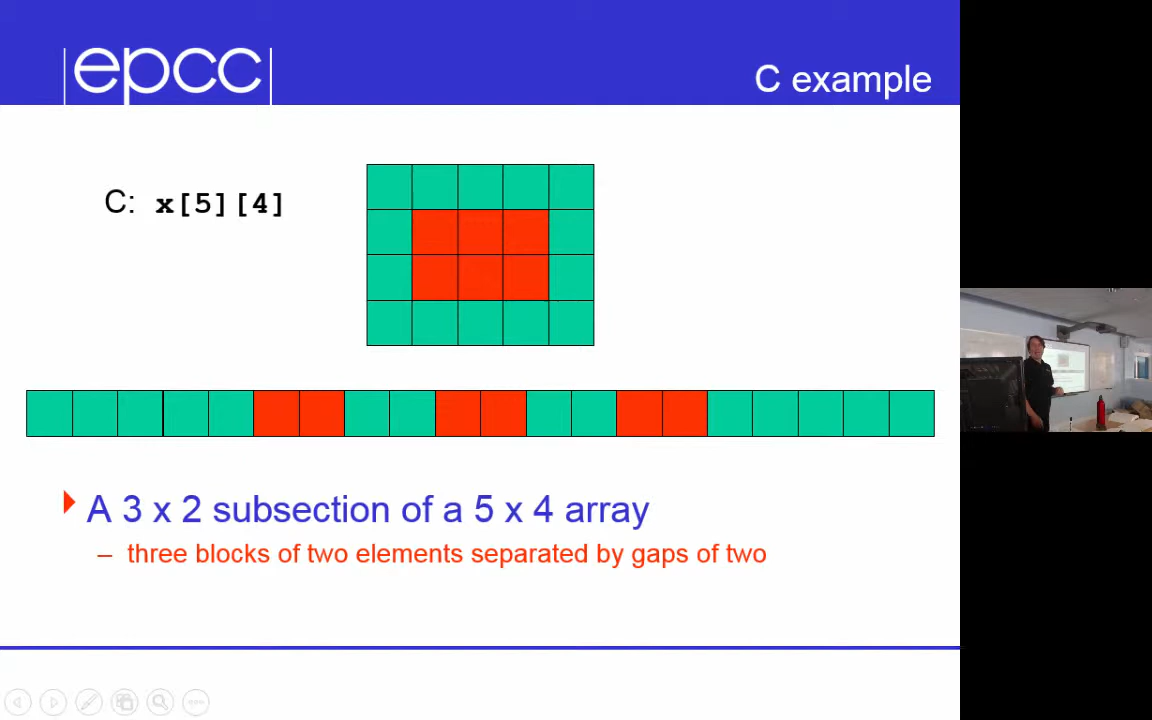 epcc
C example
C: x[5][4]
A 3 x 2 subsection of a 5 x 4 array
– three blocks of two elements separated by gaps of two